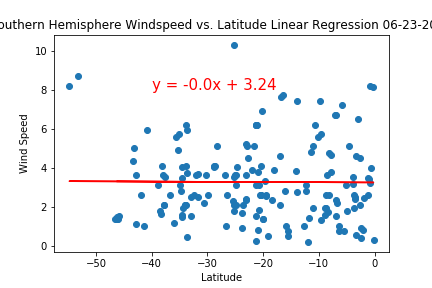 outhern Hemisphere Windspeed vs. Latitude Linear Regression 06-23-20
10
8
6
4
2
0
Wind Speed
y = -0.0x + 3.24
−50 −40 −30 −20 −10 0
Latitude